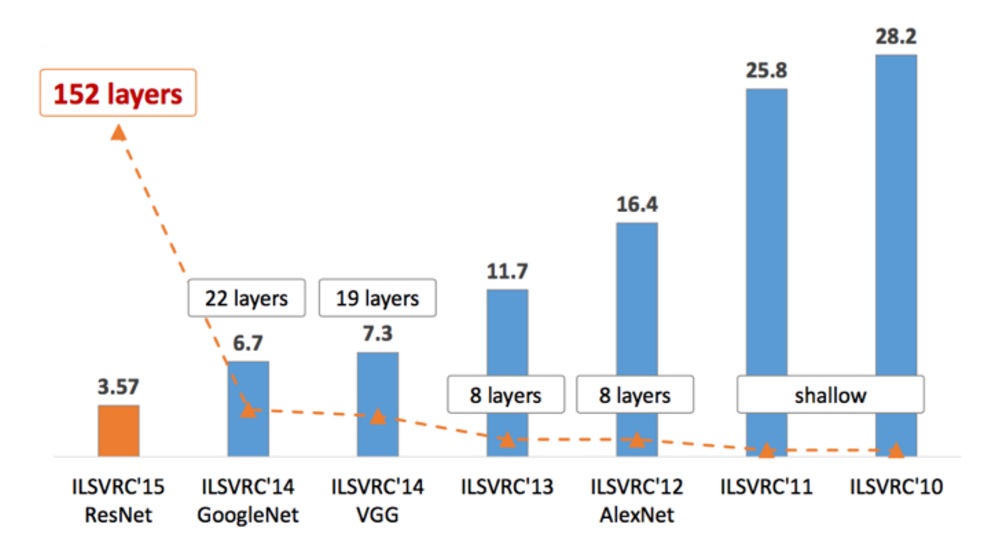 28.2
25.8
152 layers
16.4
11.7
22 layers
19 layers
7.3
6.7
3.57
8 layers
8 layers
shallow
ILSVRC'15
ResNet
ILSVRC'14
GoogleNet
ILSVRC'14
VGG
ILSVRC'13
ILSVRC'12
AlexNet
ILSVRC'11
ILSVRC'10